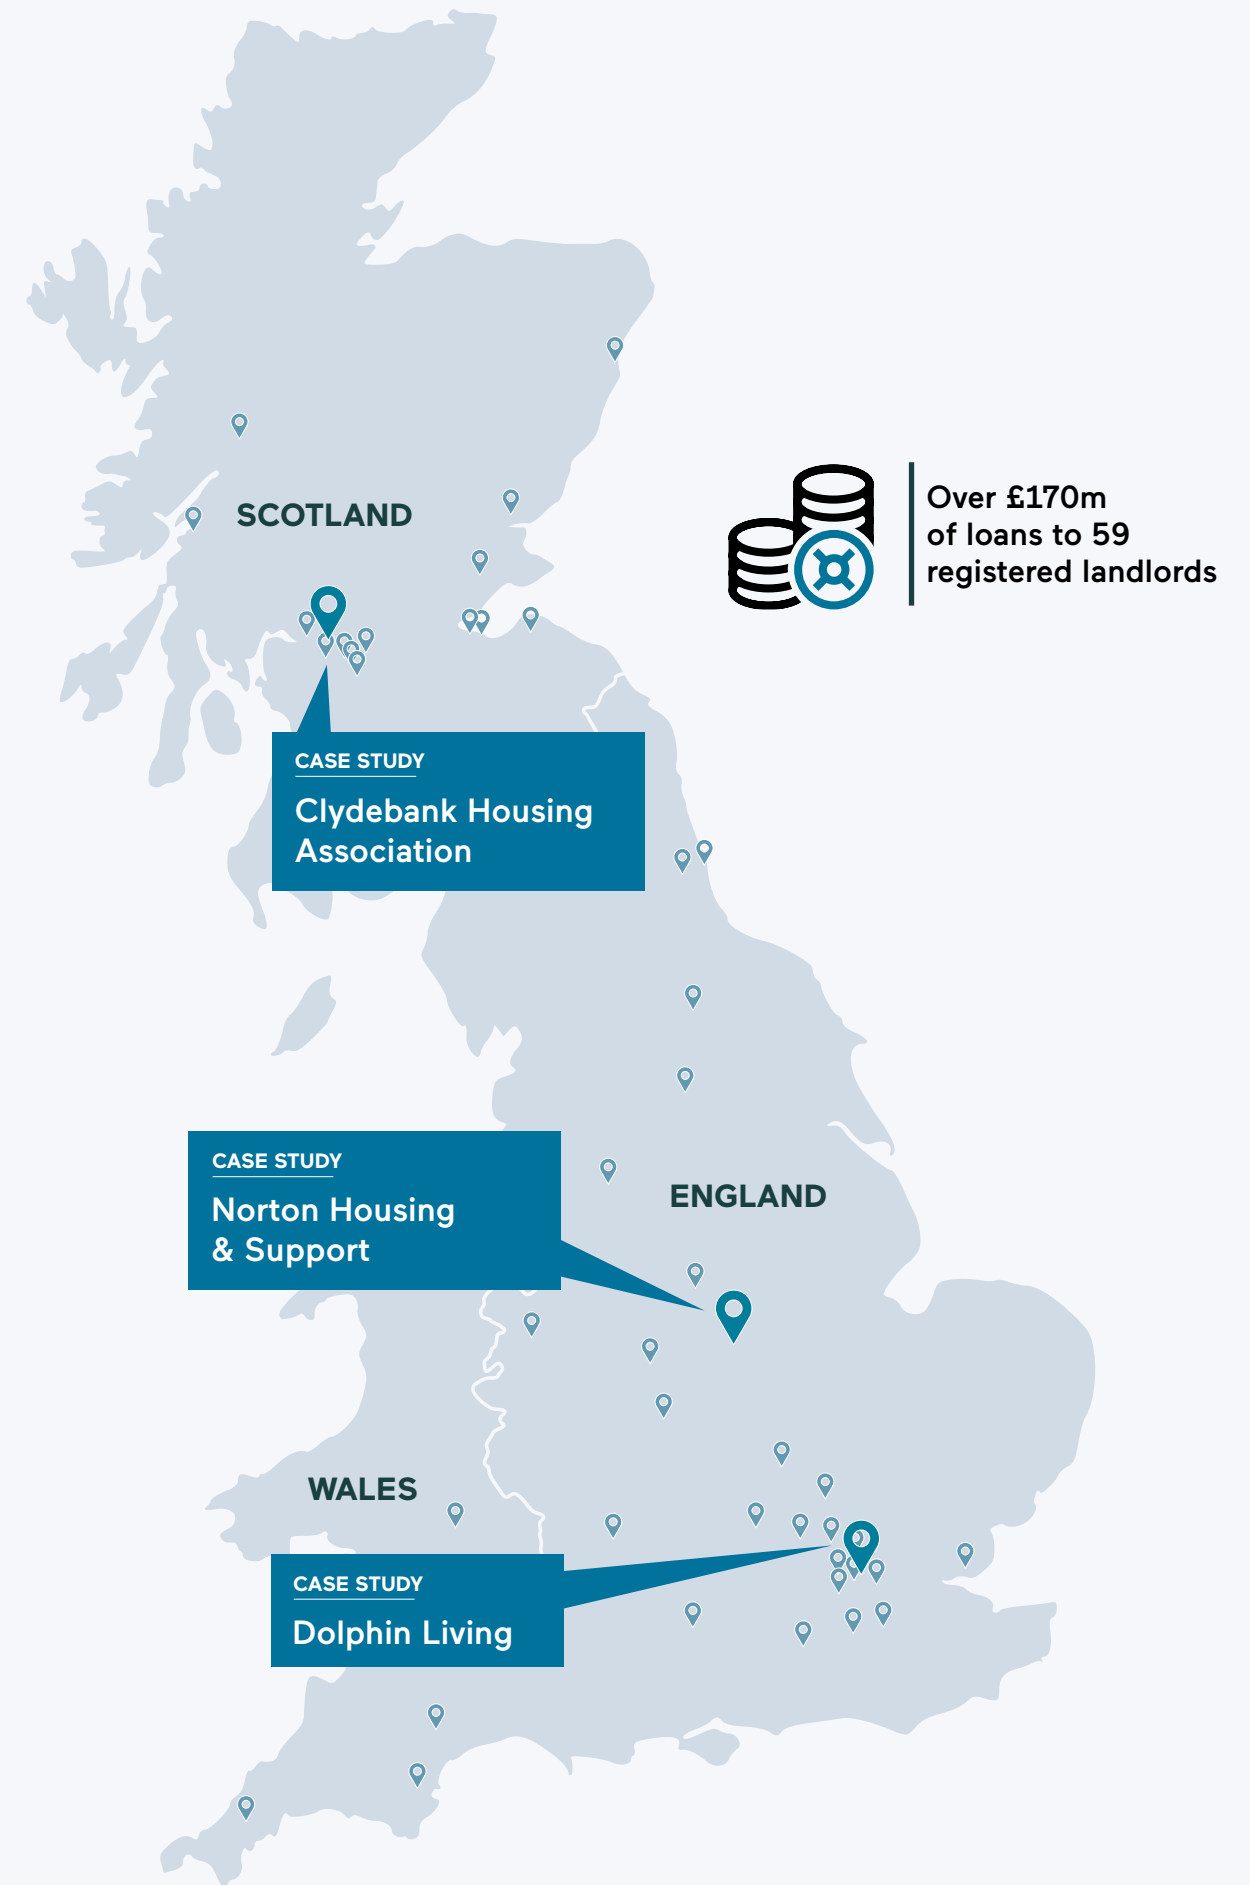 SCOTLAND
Over £170m
of loans to 59
registered landlords
CASE STUDY
Clydebank Housing
Association
CASE STUDY
Norton Housing
& Support
ENGLAND
WALES
CASE STUDY
Dolphin Living